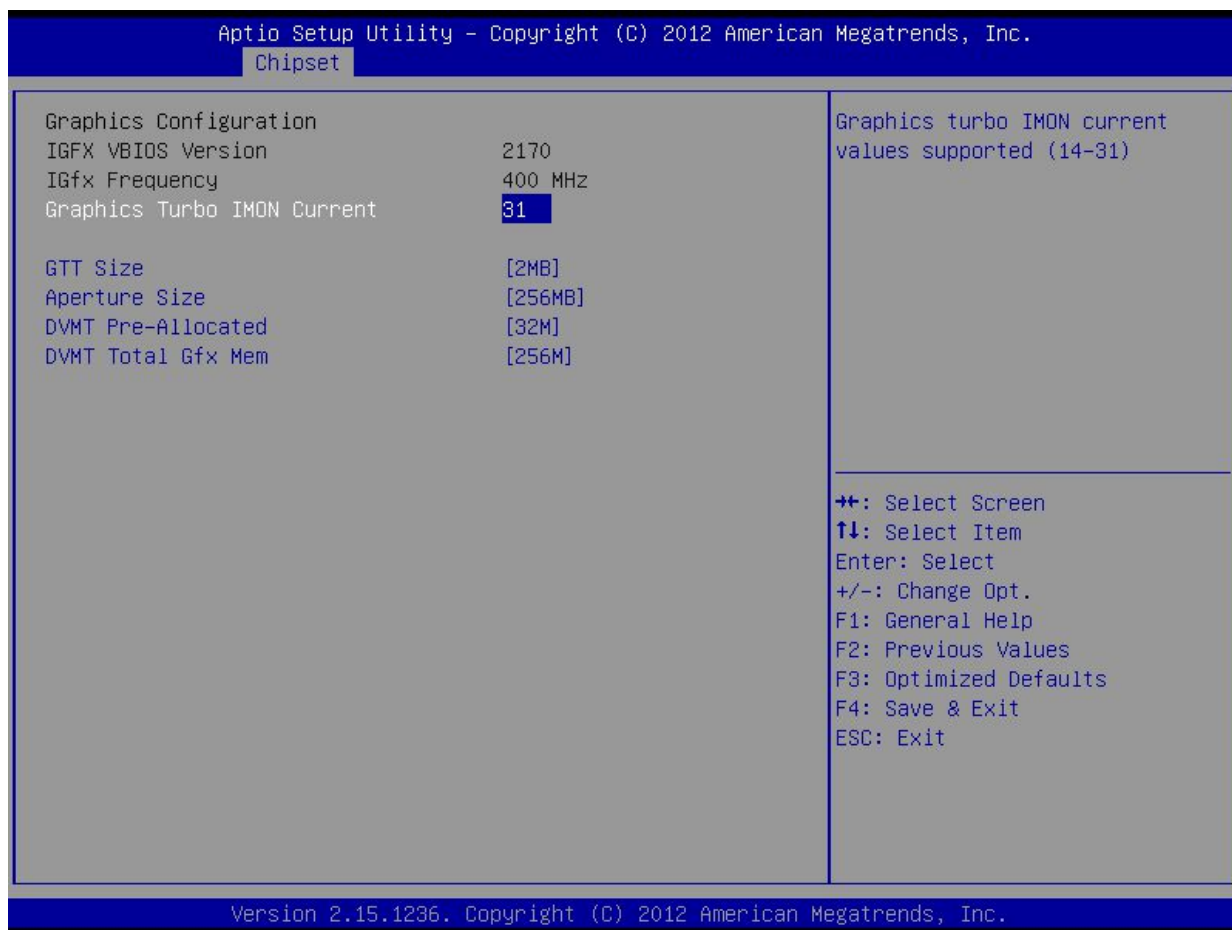 Aptio Setup Utility – Copyright (C) 2012 American Megatrends, Inc.
Chipset
Graphics Configuration
IGFX VBIOS Version 2170
IGfx Frequency 400 MHz
Graphics Turbo IMON Current 31
GTT Size [2MB]
Aperture Size [256MB]
DVMT Pre-Allocated [32M]
DVMT Total Gfx Mem [256M]
Graphics turbo IMON current
values supported (14-31)
→←: Select Screen
↑↓: Select Item
Enter: Select
+/-: Change Opt.
F1: General Help
F2: Previous Values
F3: Optimized Defaults
F4: Save & Exit
ESC: Exit
Version 2.15.1236. Copyright (C) 2012 American Megatrends, Inc.